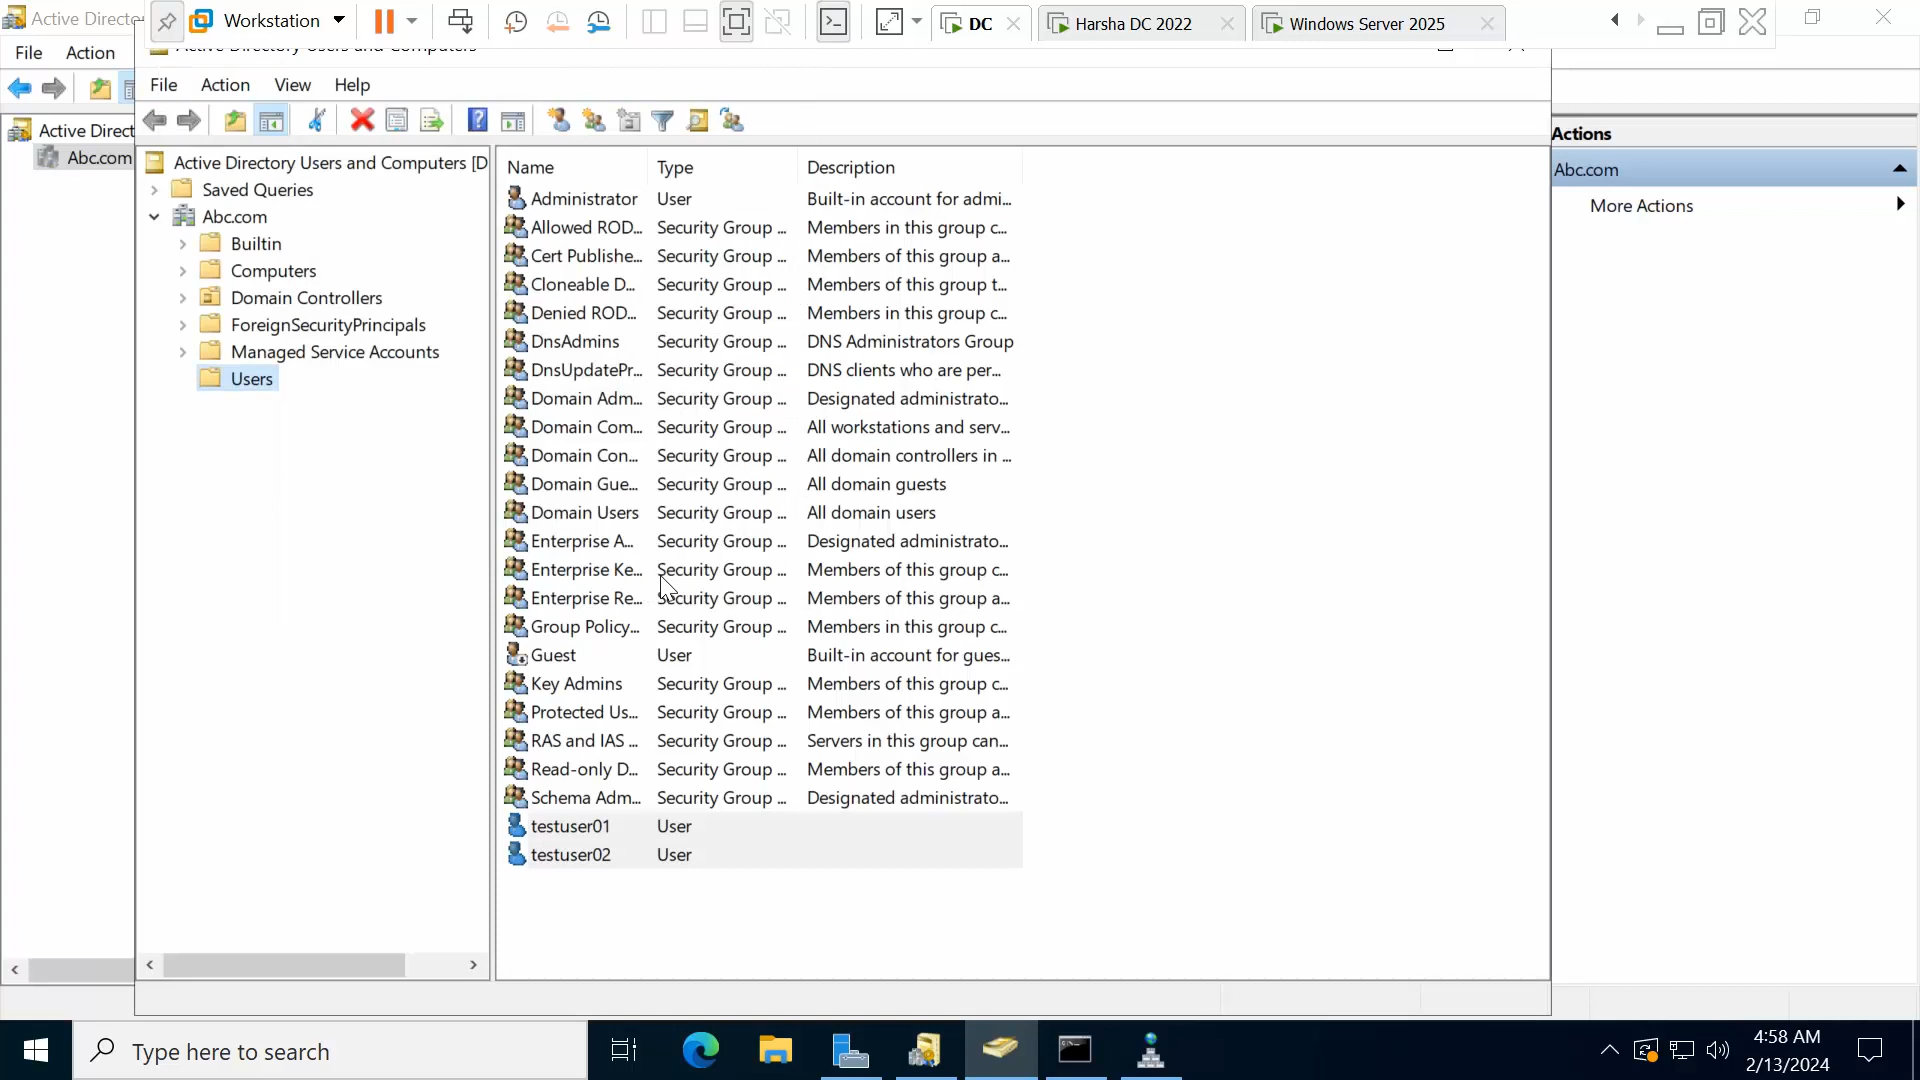 Active Directo
Workstation
DC
Harsha DC 2022
Windows Server 2025
File Action
Active Directory Users and Computers
File Action View Help
Active Direct
Abc.com
Active Directory Users and Computers [D
Saved Queries
Abc.com
Builtin
Computers
Domain Controllers
ForeignSecurityPrincipals
Managed Service Accounts
Users
Name Type Description
Administrator User Built-in account for admi...
Allowed ROD... Security Group ... Members in this group c...
Cert Publishe... Security Group ... Members of this group a...
Cloneable D... Security Group ... Members of this group t...
Denied ROD... Security Group ... Members in this group c...
DnsAdmins Security Group ... DNS Administrators Group
DnsUpdatePr... Security Group ... DNS clients who are per...
Domain Adm... Security Group ... Designated administrato...
Domain Com... Security Group ... All workstations and serv...
Domain Con... Security Group ... All domain controllers in ...
Domain Gue... Security Group ... All domain guests
Domain Users Security Group ... All domain users
Enterprise A... Security Group ... Designated administrato...
Enterprise Ke... Security Group ... Members of this group c...
Enterprise Re... Security Group ... Members of this group a...
Group Policy... Security Group ... Members in this group c...
Guest User Built-in account for gues...
Key Admins Security Group ... Members of this group c...
Protected Us... Security Group ... Members of this group a...
RAS and IAS ... Security Group ... Servers in this group can...
Read-only D... Security Group ... Members of this group a...
Schema Adm... Security Group ... Designated administrato...
testuser01 User
testuser02 User
Actions
Abc.com
More Actions
Type here to search
4:58 AM
2/13/2024